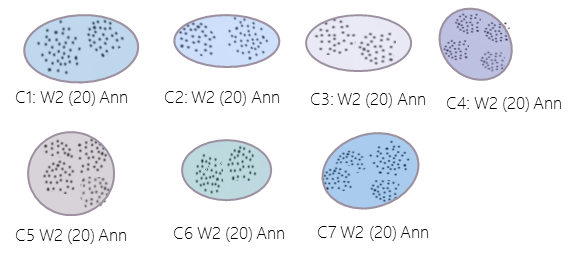 C1: W2 (20) Ann
C2: W2 (20) Ann
C3: W2 (20) Ann
C4: W2 (20) Ann
C5 W2 (20) Ann
C6 W2 (20) Ann
C7 W2 (20) Ann